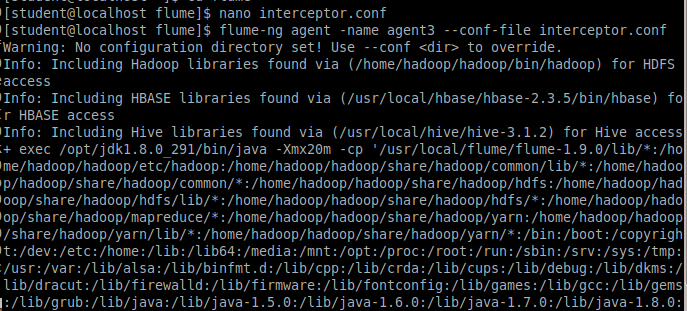 [student@localhost flume]$ nano interceptor.conf
[student@localhost flume]$ flume-ng agent -name agent3 --conf-file interceptor.conf
Warning: No configuration directory set! Use --conf <dir> to override.
Info: Including Hadoop libraries found via (/home/hadoop/hadoop/bin/hadoop) for HDFS
access
Info: Including HBASE libraries found via (/usr/local/hbase/hbase-2.3.5/bin/hbase) fo
r HBASE access
Info: Including Hive libraries found via (/usr/local/hive/hive-3.1.2) for Hive access
+ exec /opt/jdk1.8.0_291/bin/java -Xmx20m -cp '/usr/local/flume/flume-1.9.0/lib/*:/ho
me/hadoop/hadoop/etc/hadoop:/home/hadoop/hadoop/share/hadoop/common/lib/*:/home/hadoo
p/hadoop/share/hadoop/common/*:/home/hadoop/hadoop/share/hadoop/hdfs:/home/hadoop/had
oop/share/hadoop/hdfs/lib/*:/home/hadoop/hadoop/share/hadoop/hdfs/*:/home/hadoop/hado
op/share/hadoop/mapreduce/*:/home/hadoop/hadoop/share/hadoop/yarn:/home/hadoop/hadoop
/share/hadoop/yarn/lib/*:/home/hadoop/hadoop/share/hadoop/yarn/*:/bin:/boot:/copyrigh
t:/dev:/etc:/home:/lib:/lib64:/media:/mnt:/opt:/proc:/root:/run:/sbin:/srv:/sys:/tmp:
/usr:/var:/lib/alsa:/lib/binfmt.d:/lib/cpp:/lib/crda:/lib/cups:/lib/debug:/lib/dkms:/
lib/dracut:/lib/firewalld:/lib/firmware:/lib/fontconfig:/lib/games:/lib/gcc:/lib/gems
:/lib/grub:/lib/java:/lib/java-1.5.0:/lib/java-1.6.0:/lib/java-1.7.0:/lib/java-1.8.0: